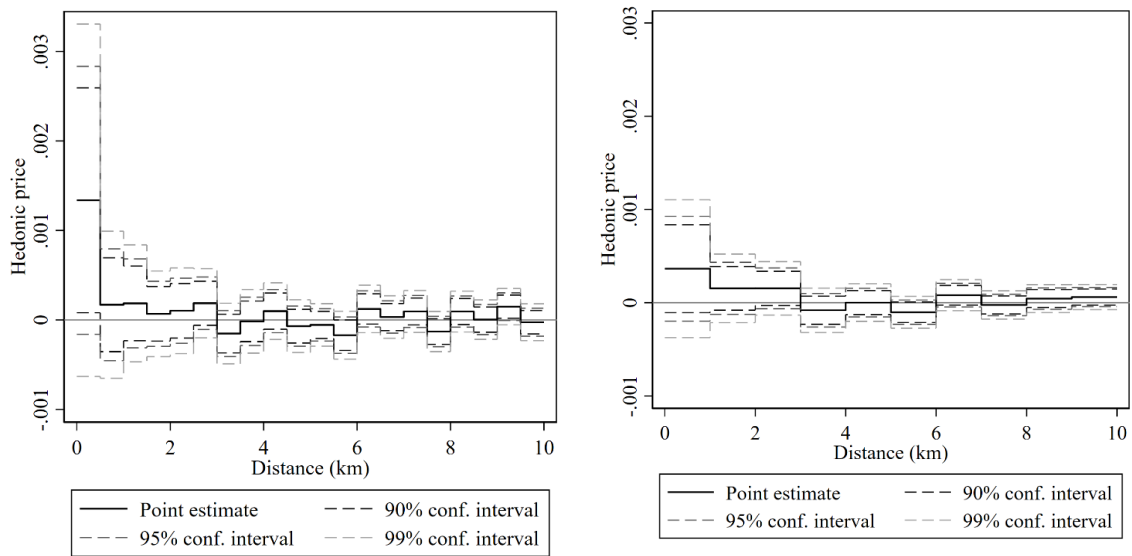 .003
.002
.001
0
-.001
Hedonic price
0 2 4 6 8 10
Distance (km)
Point estimate 90% conf. interval
95% conf. interval 99% conf. interval
.003
.002
.001
0
-.001
Hedonic price
0 2 4 6 8 10
Distance (km)
Point estimate 90% conf. interval
95% conf. interval 99% conf. interval